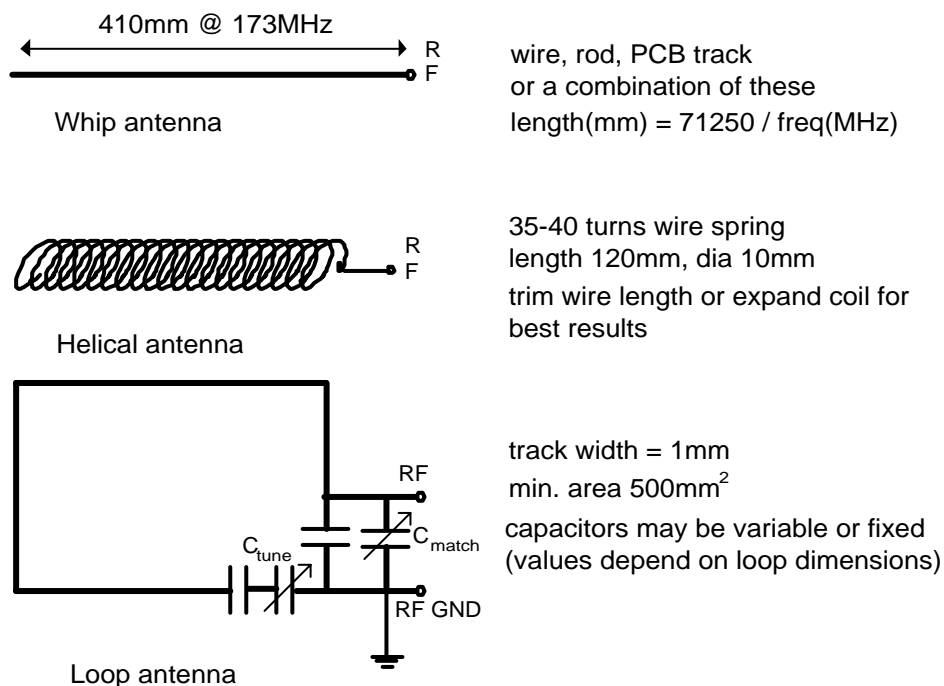 410mm @ 173MHz
R
F
wire, rod, PCB track
or a combination of these
length(mm) = 71250 / freq(MHz)
Whip antenna
R
F
35-40 turns wire spring
length 120mm, dia 10mm
trim wire length or expand coil for
best results
Helical antenna
RF
Cmatch
Ctune
RF GND
track width = 1mm
min. area 500mm²
capacitors may be variable or fixed
(values depend on loop dimensions)
Loop antenna